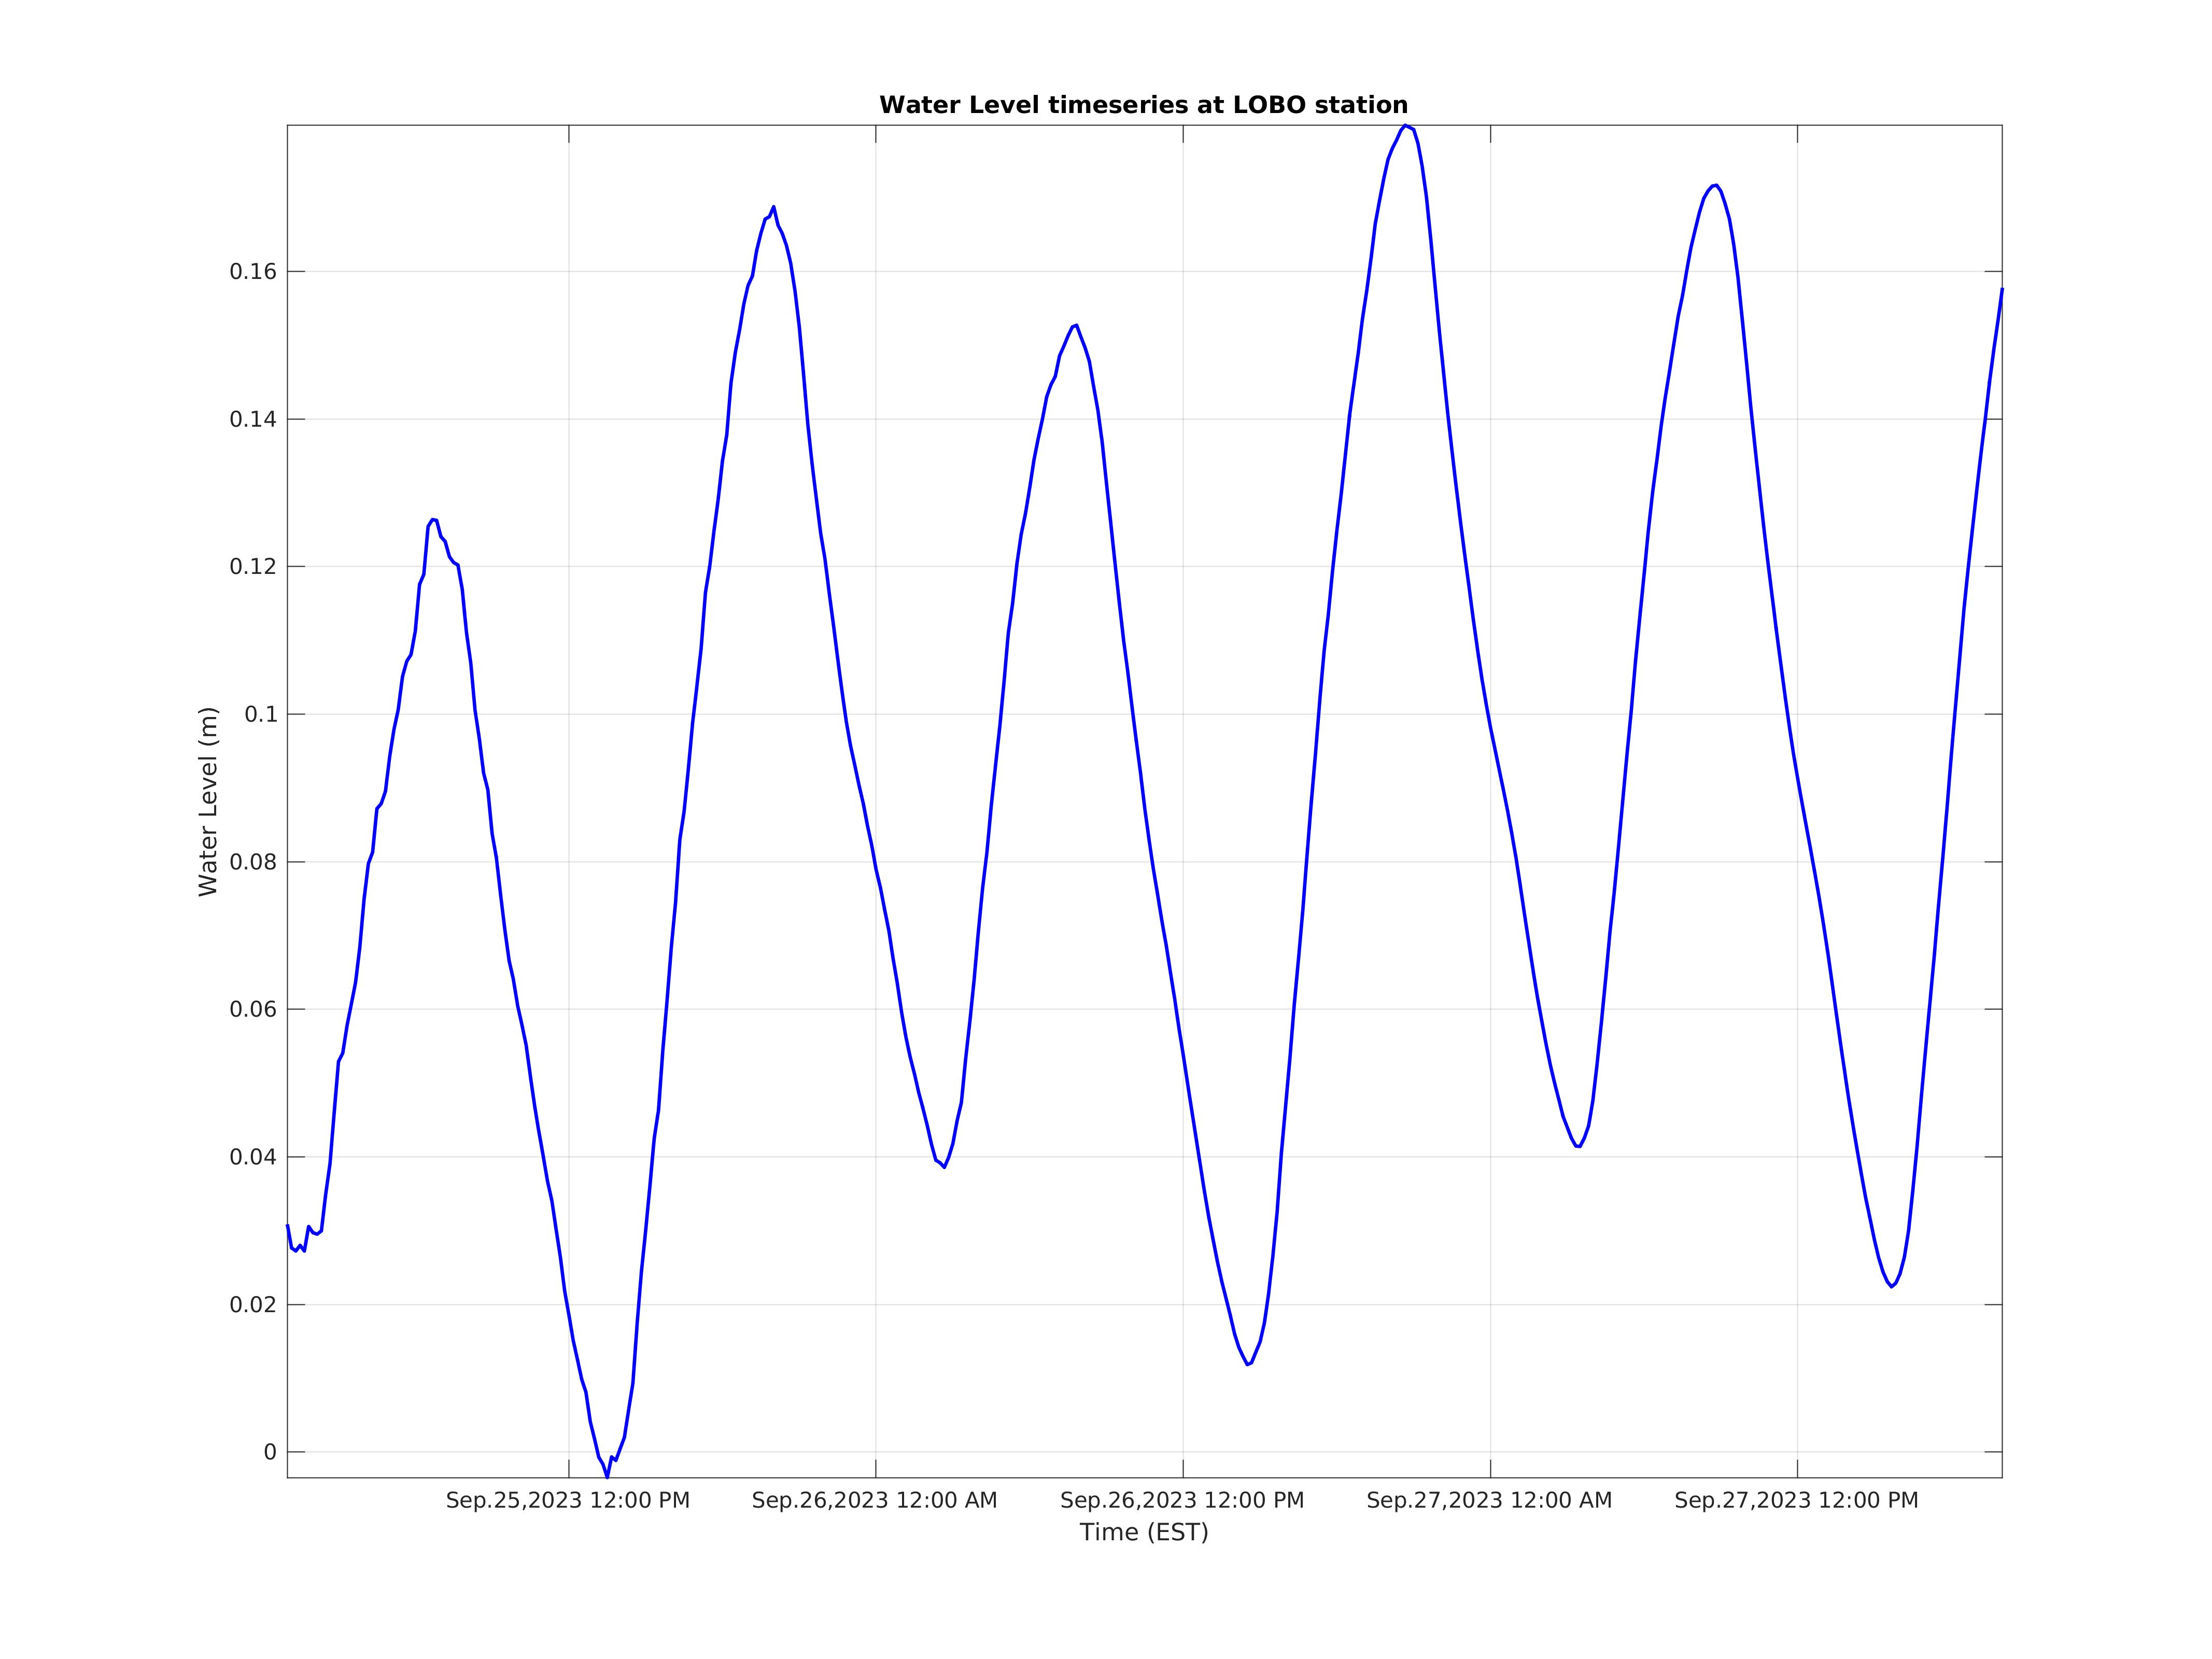 Water Level timeseries at LOBO station
0.16
0.14
0.12
0.1
0.08
0.06
0.04
0.02
0
Water Level (m)
Sep.25,2023 12:00 PM Sep.26,2023 12:00 AM Sep.26,2023 12:00 PM Sep.27,2023 12:00 AM Sep.27,2023 12:00 PM
Time (EST)